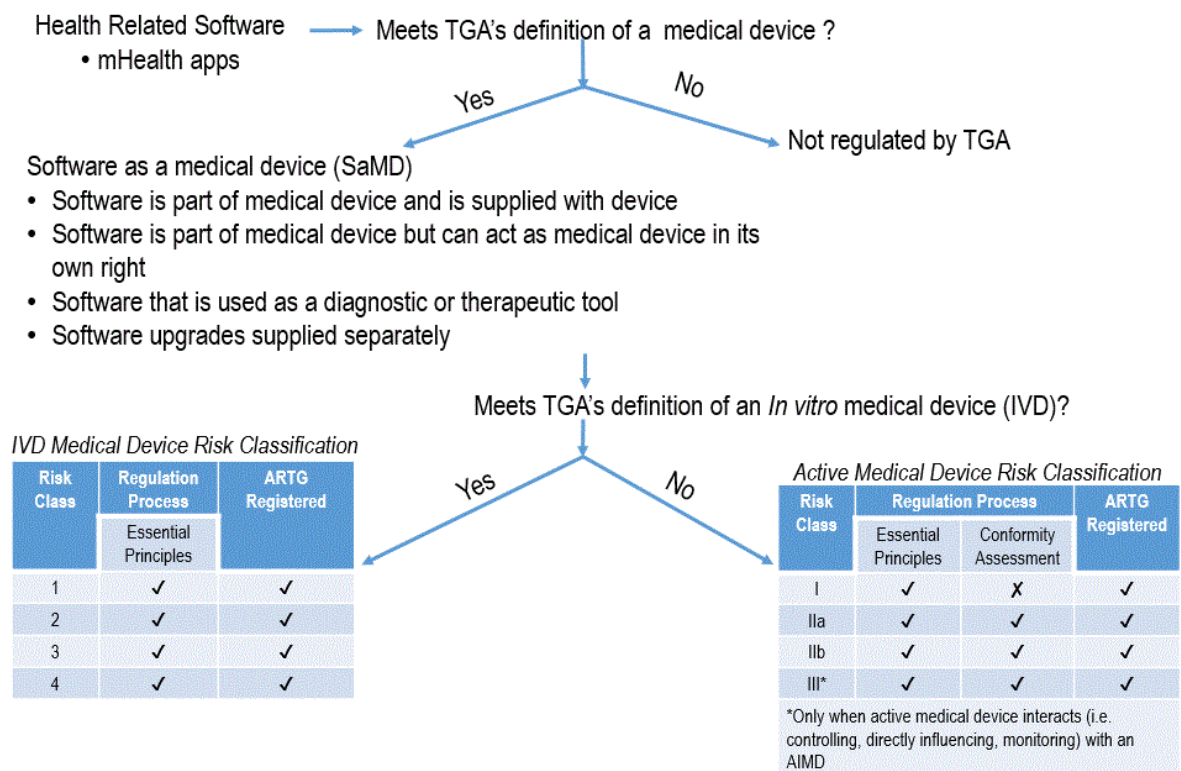 Health Related Software
• mHealth apps
Meets TGA's definition of a medical device ?
Yes
No
Not regulated by TGA
Software as a medical device (SaMD)
• Software is part of medical device and is supplied with device
• Software is part of medical device but can act as medical device in its
own right
• Software that is used as a diagnostic or therapeutic tool
• Software upgrades supplied separately
Meets TGA's definition of an In vitro medical device (IVD)?
Yes
No
IVD Medical Device Risk Classification
Risk Class | Regulation Process | ARTG Registered
Essential Principles
1 ✓ ✓
2 ✓ ✓
3 ✓ ✓
4 ✓ ✓
Active Medical Device Risk Classification
Risk Class | Regulation Process | ARTG Registered
Essential Principles | Conformity Assessment
I ✓ ✗ ✓
IIa ✓ ✓ ✓
IIb ✓ ✓ ✓
III* ✓ ✓ ✓
*Only when active medical device interacts (i.e.
controlling, directly influencing, monitoring) with an
AIMD